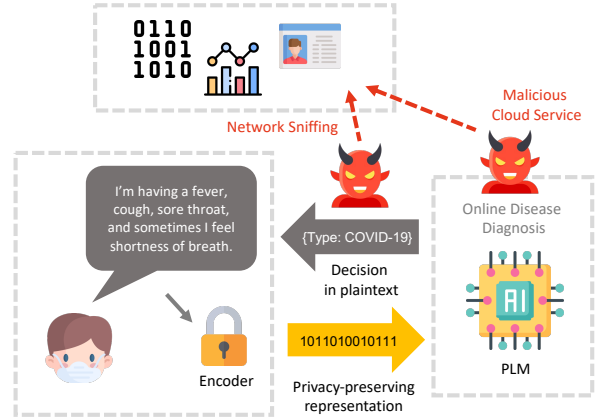 0110
1001
1010
Malicious
Cloud Service
Network Sniffing
I'm having a fever,
cough, sore throat,
and sometimes I feel
shortness of breath.
{Type: COVID-19}
Decision
in plaintext
Online Disease
Diagnosis
AI
PLM
Encoder
1011010010111
Privacy-preserving
representation